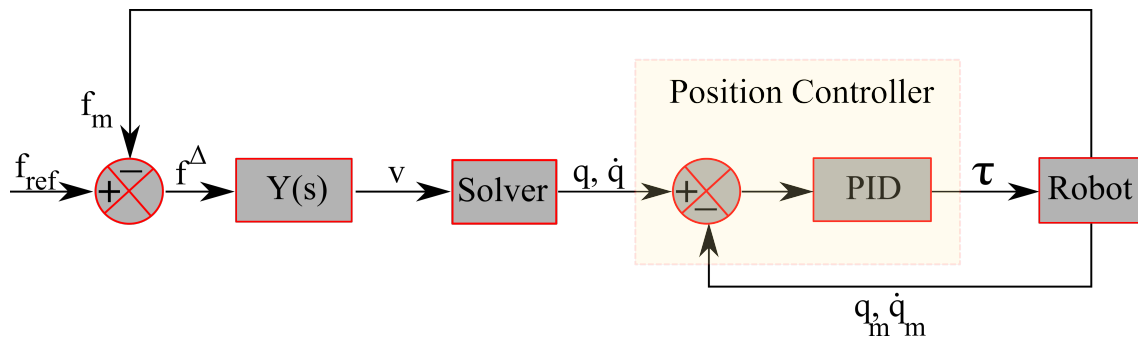 Position Controller
f_m
f_ref
+
−
f^Δ
Y(s)
v
Solver
q, q̇
+
−
PID
τ
Robot
q_m, q̇_m